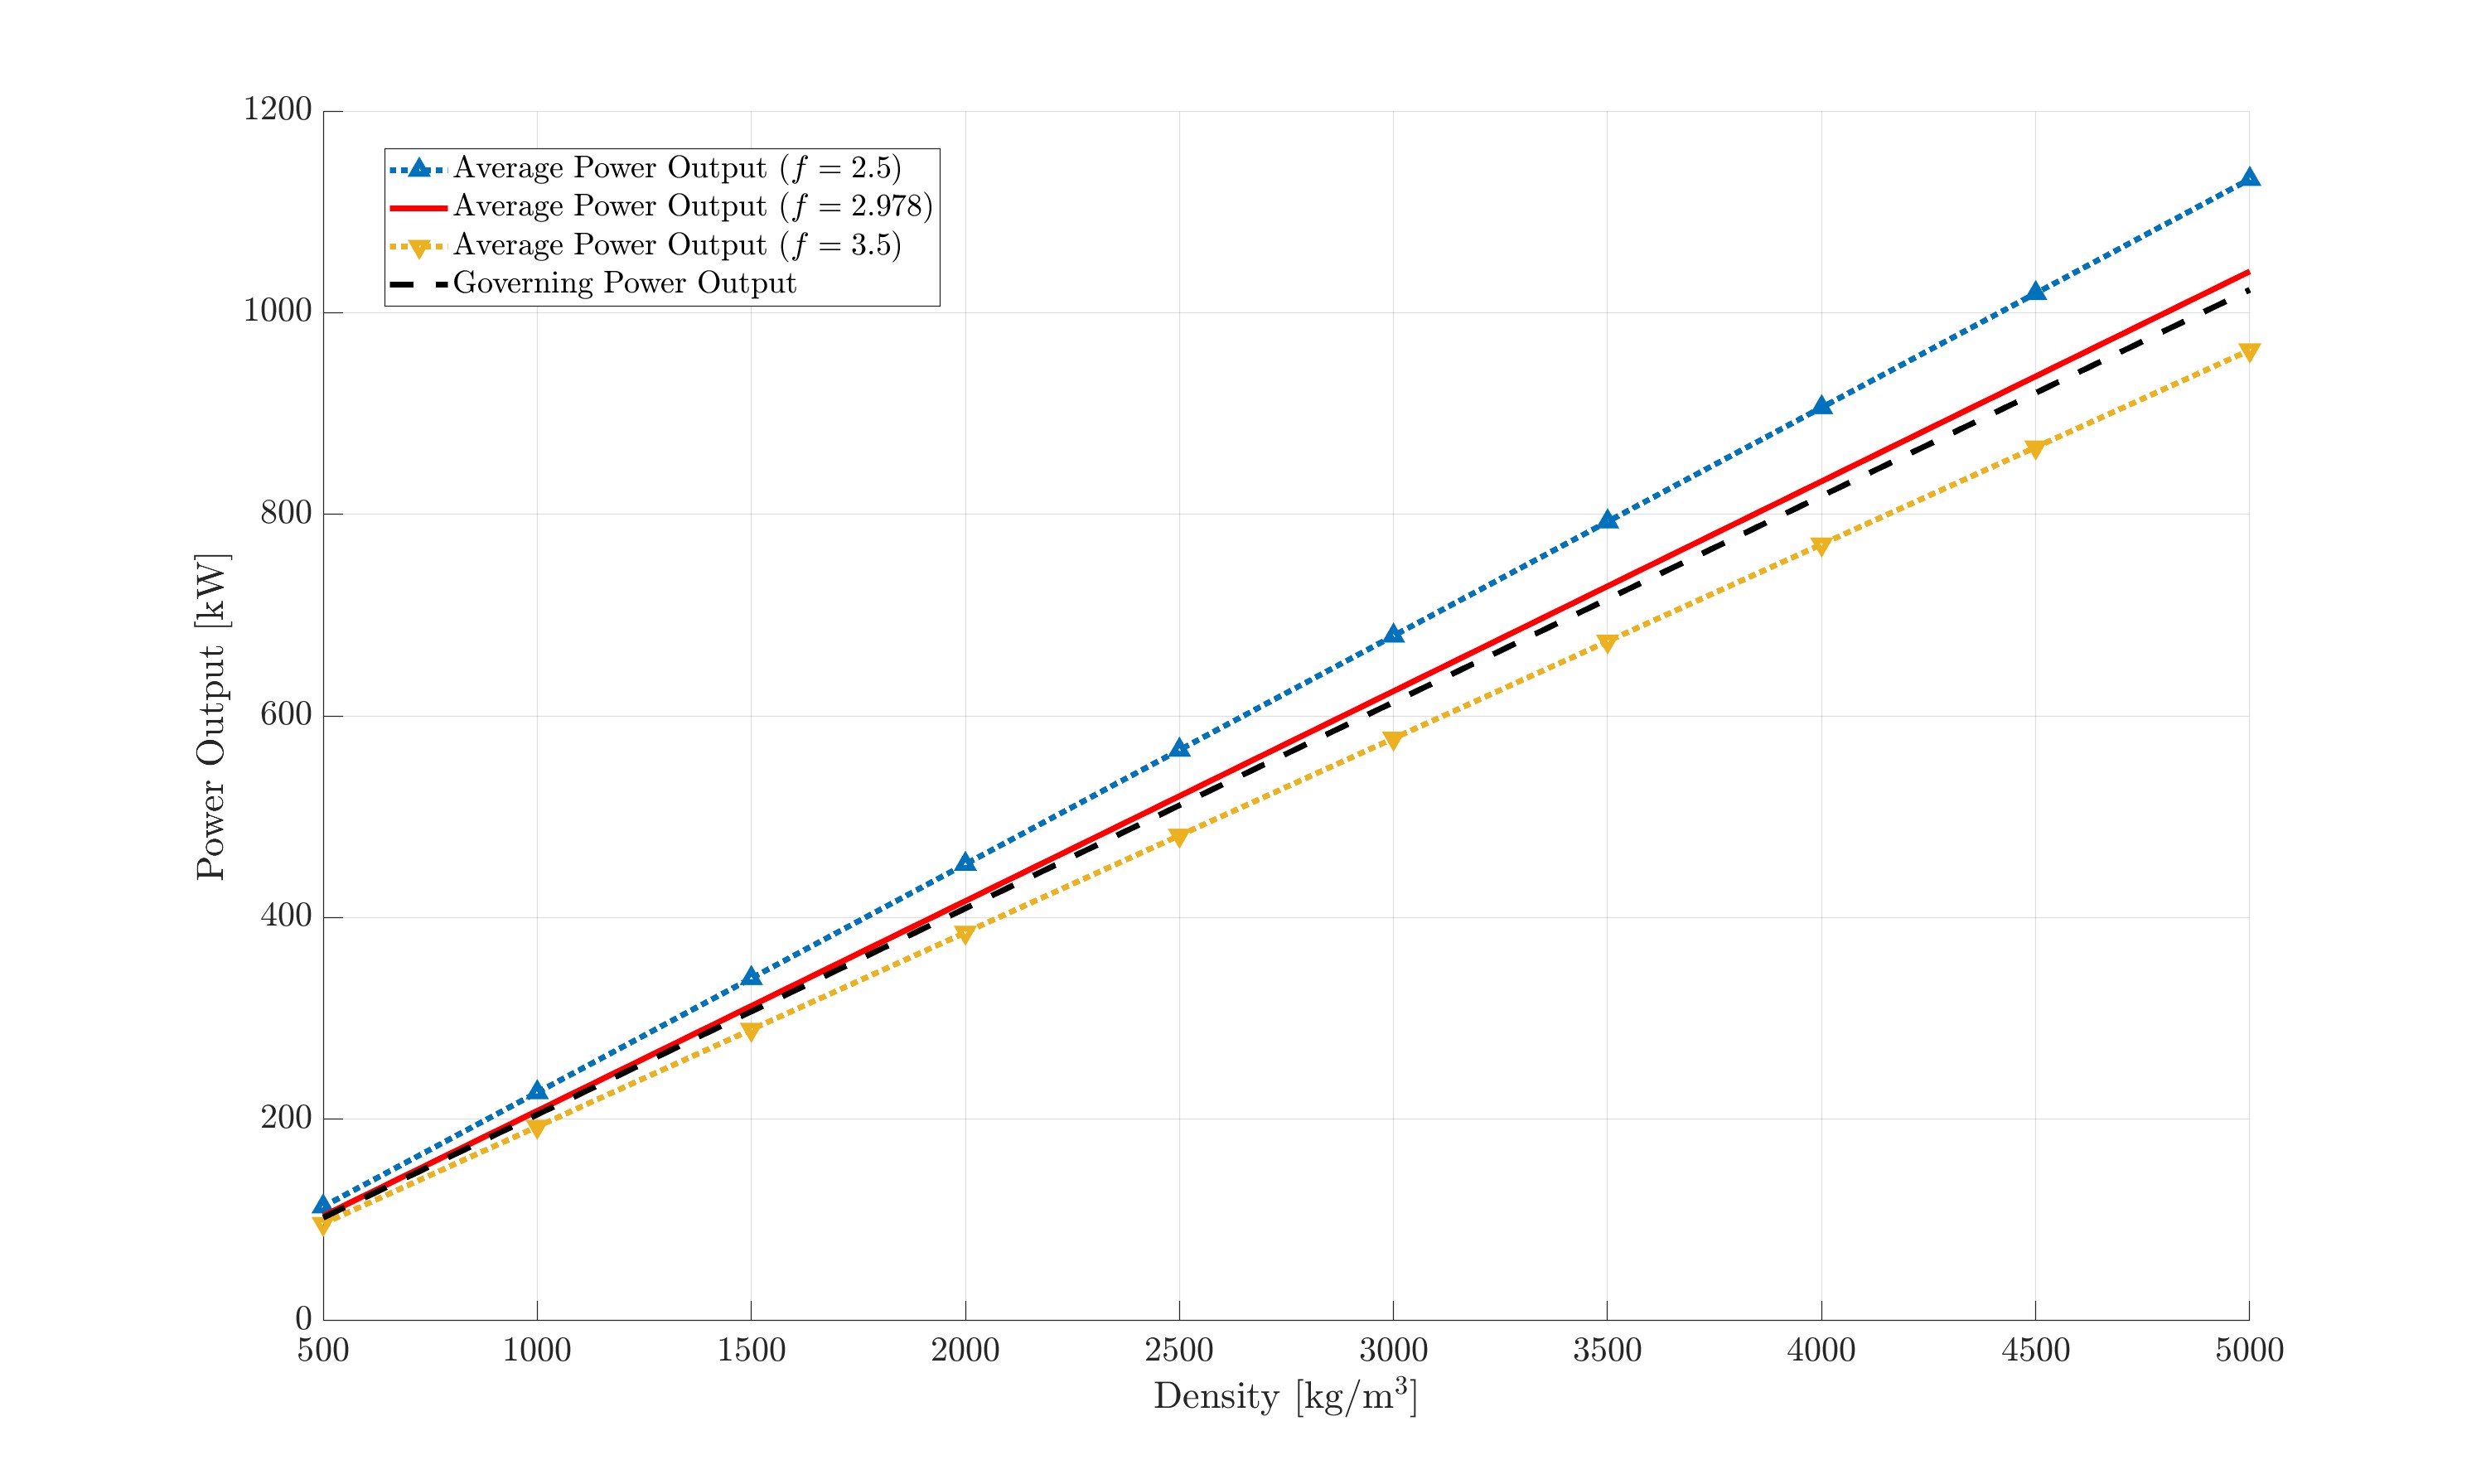 1200
1000
800
600
400
200
0
Power Output [kW]
Average Power Output (f = 2.5)
Average Power Output (f = 2.978)
Average Power Output (f = 3.5)
Governing Power Output
500 1000 1500 2000 2500 3000 3500 4000 4500 5000
Density [kg/m³]